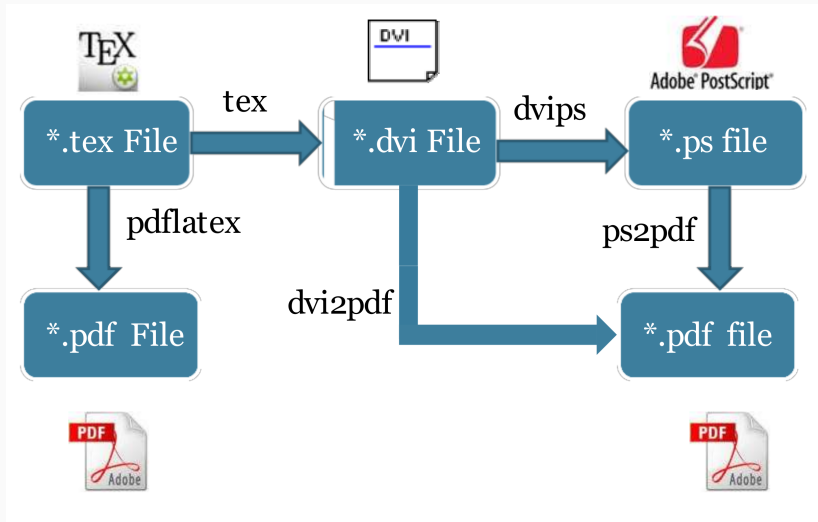 TEX
DVI
Adobe® PostScript®
*.tex File
tex
*.dvi File
dvips
*.ps file
pdflatex
ps2pdf
dvi2pdf
*.pdf File
*.pdf file
PDF
Adobe
PDF
Adobe